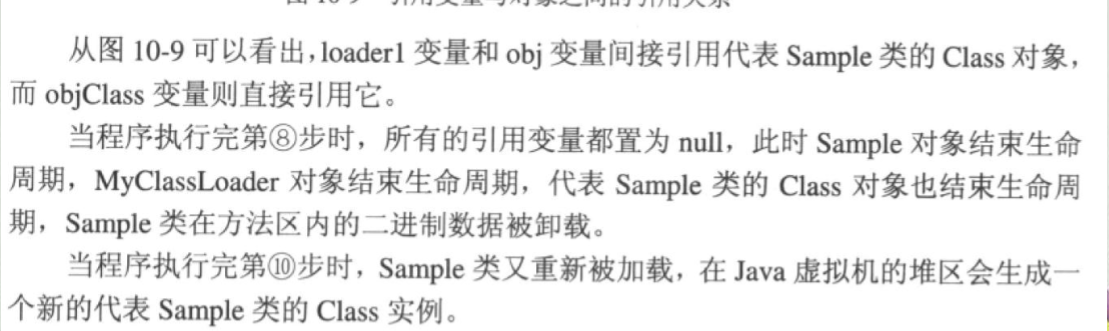 从图 10-9 可以看出，loader1 变量和 obj 变量间接引用代表 Sample 类的 Class 对象，
而 objClass 变量则直接引用它。
当程序执行完第⑧步时，所有的引用变量都置为 null，此时 Sample 对象结束生命
周期，MyClassLoader 对象结束生命周期，代表 Sample 类的 Class 对象也结束生命周
期，Sample 类在方法区内的二进制数据被卸载。
当程序执行完第⑩步时，Sample 类又重新被加载，在 Java 虚拟机的堆区会生成一
个新的代表 Sample 类的 Class 实例。